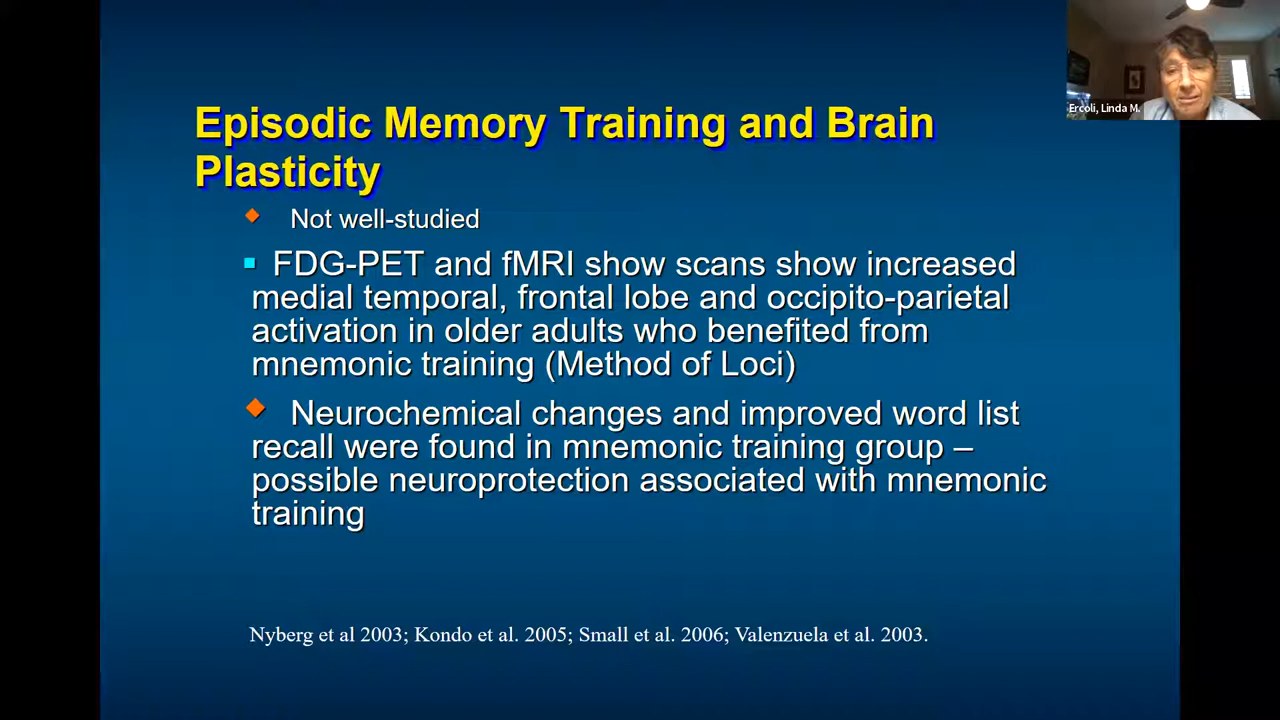 Episodic Memory Training and Brain
Plasticity
Not well-studied
FDG-PET and fMRI show scans show increased
medial temporal, frontal lobe and occipito-parietal
activation in older adults who benefited from
mnemonic training (Method of Loci)
Neurochemical changes and improved word list
recall were found in mnemonic training group –
possible neuroprotection associated with mnemonic
training
Nyberg et al 2003; Kondo et al. 2005; Small et al. 2006; Valenzuela et al. 2003.
Ercoli, Linda M.